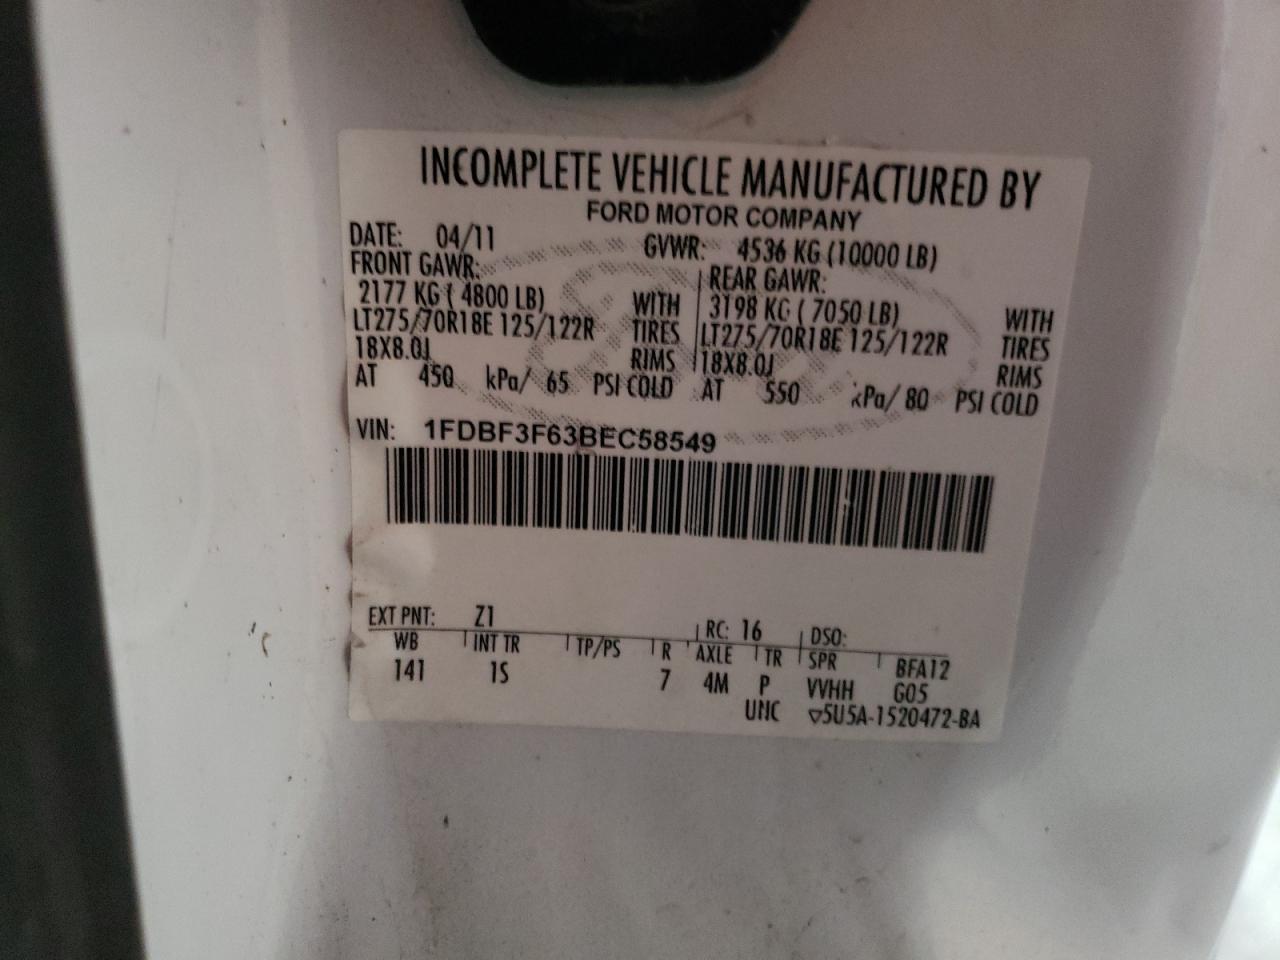 INCOMPLETE VEHICLE MANUFACTURED BY
FORD MOTOR COMPANY
DATE: 04/11 GVWR: 4536 KG (10000 LB)
FRONT GAWR: REAR GAWR:
2177 KG ( 4800 LB) WITH 3198 KG ( 7050 LB) WITH
LT275/70R18E 125/122R TIRES LT275/70R18E 125/122R TIRES
18X8.0J RIMS 18X8.0J RIMS
AT 450 kPa/ 65 PSI COLD AT 550 kPa/ 80 PSI COLD
VIN: 1FDBF3F63BEC58549
EXT PNT: Z1 RC: 16 DSO:
WB INT TR TP/PS R AXLE TR SPR BFA12
141 1S 7 4M P VVHH G05
UNC ▽5U5A-1520472-BA